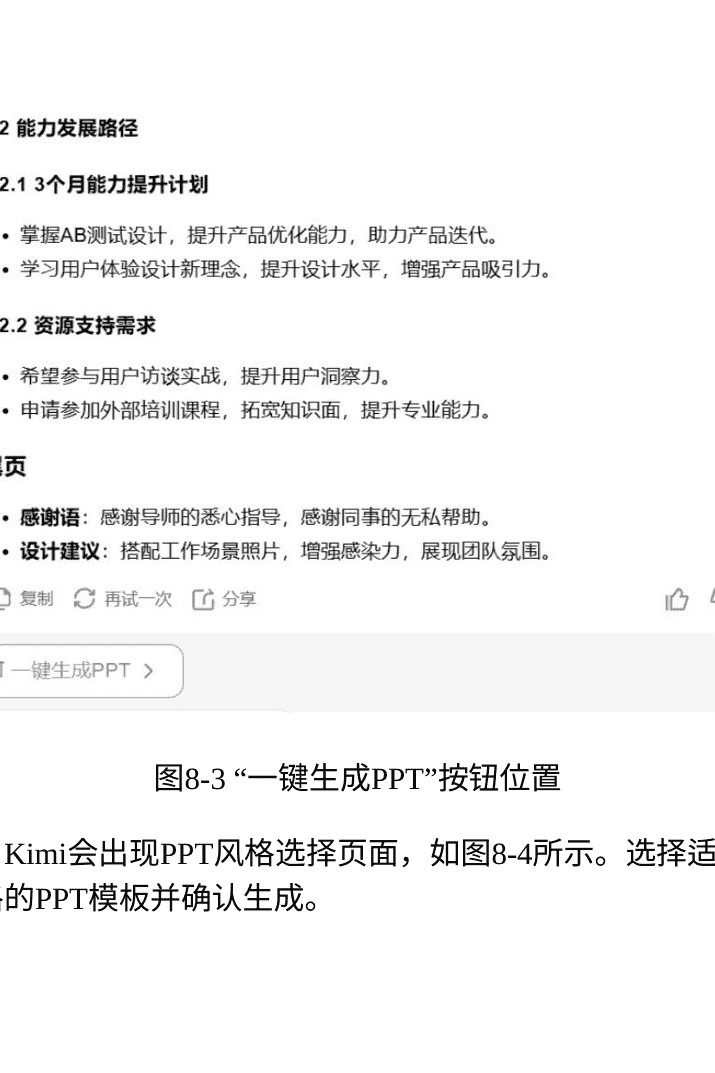 2 能力发展路径
2.1 3个月能力提升计划
• 掌握AB测试设计，提升产品优化能力，助力产品迭代。
• 学习用户体验设计新理念，提升设计水平，增强产品吸引力。
2.2 资源支持需求
• 希望参与用户访谈实战，提升用户洞察力。
• 申请参加外部培训课程，拓宽知识面，提升专业能力。
尾页
• 感谢语：感谢导师的悉心指导，感谢同事的无私帮助。
• 设计建议：搭配工作场景照片，增强感染力，展现团队氛围。
复制 再试一次 分享
一键生成PPT
图8-3 “一键生成PPT”按钮位置
Kimi会出现PPT风格选择页面，如图8-4所示。选择适
的PPT模板并确认生成。